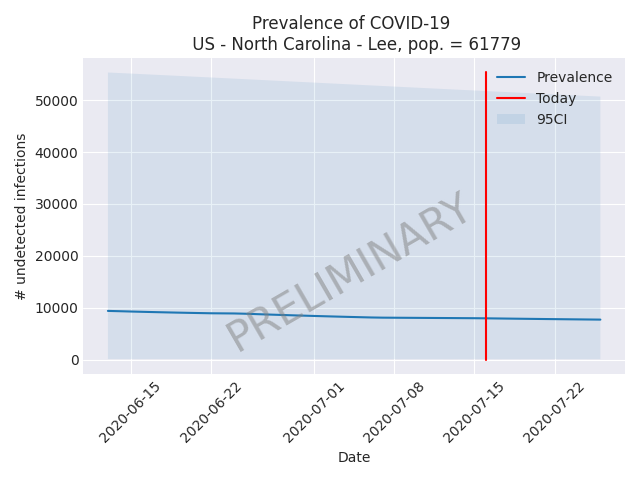 Prevalence of COVID-19
US - North Carolina - Lee, pop. = 61779
Prevalence
Today
95CI
# undetected infections
50000
40000
30000
20000
10000
0
PRELIMINARY
2020-06-15
2020-06-22
2020-07-01
2020-07-08
2020-07-15
2020-07-22
Date